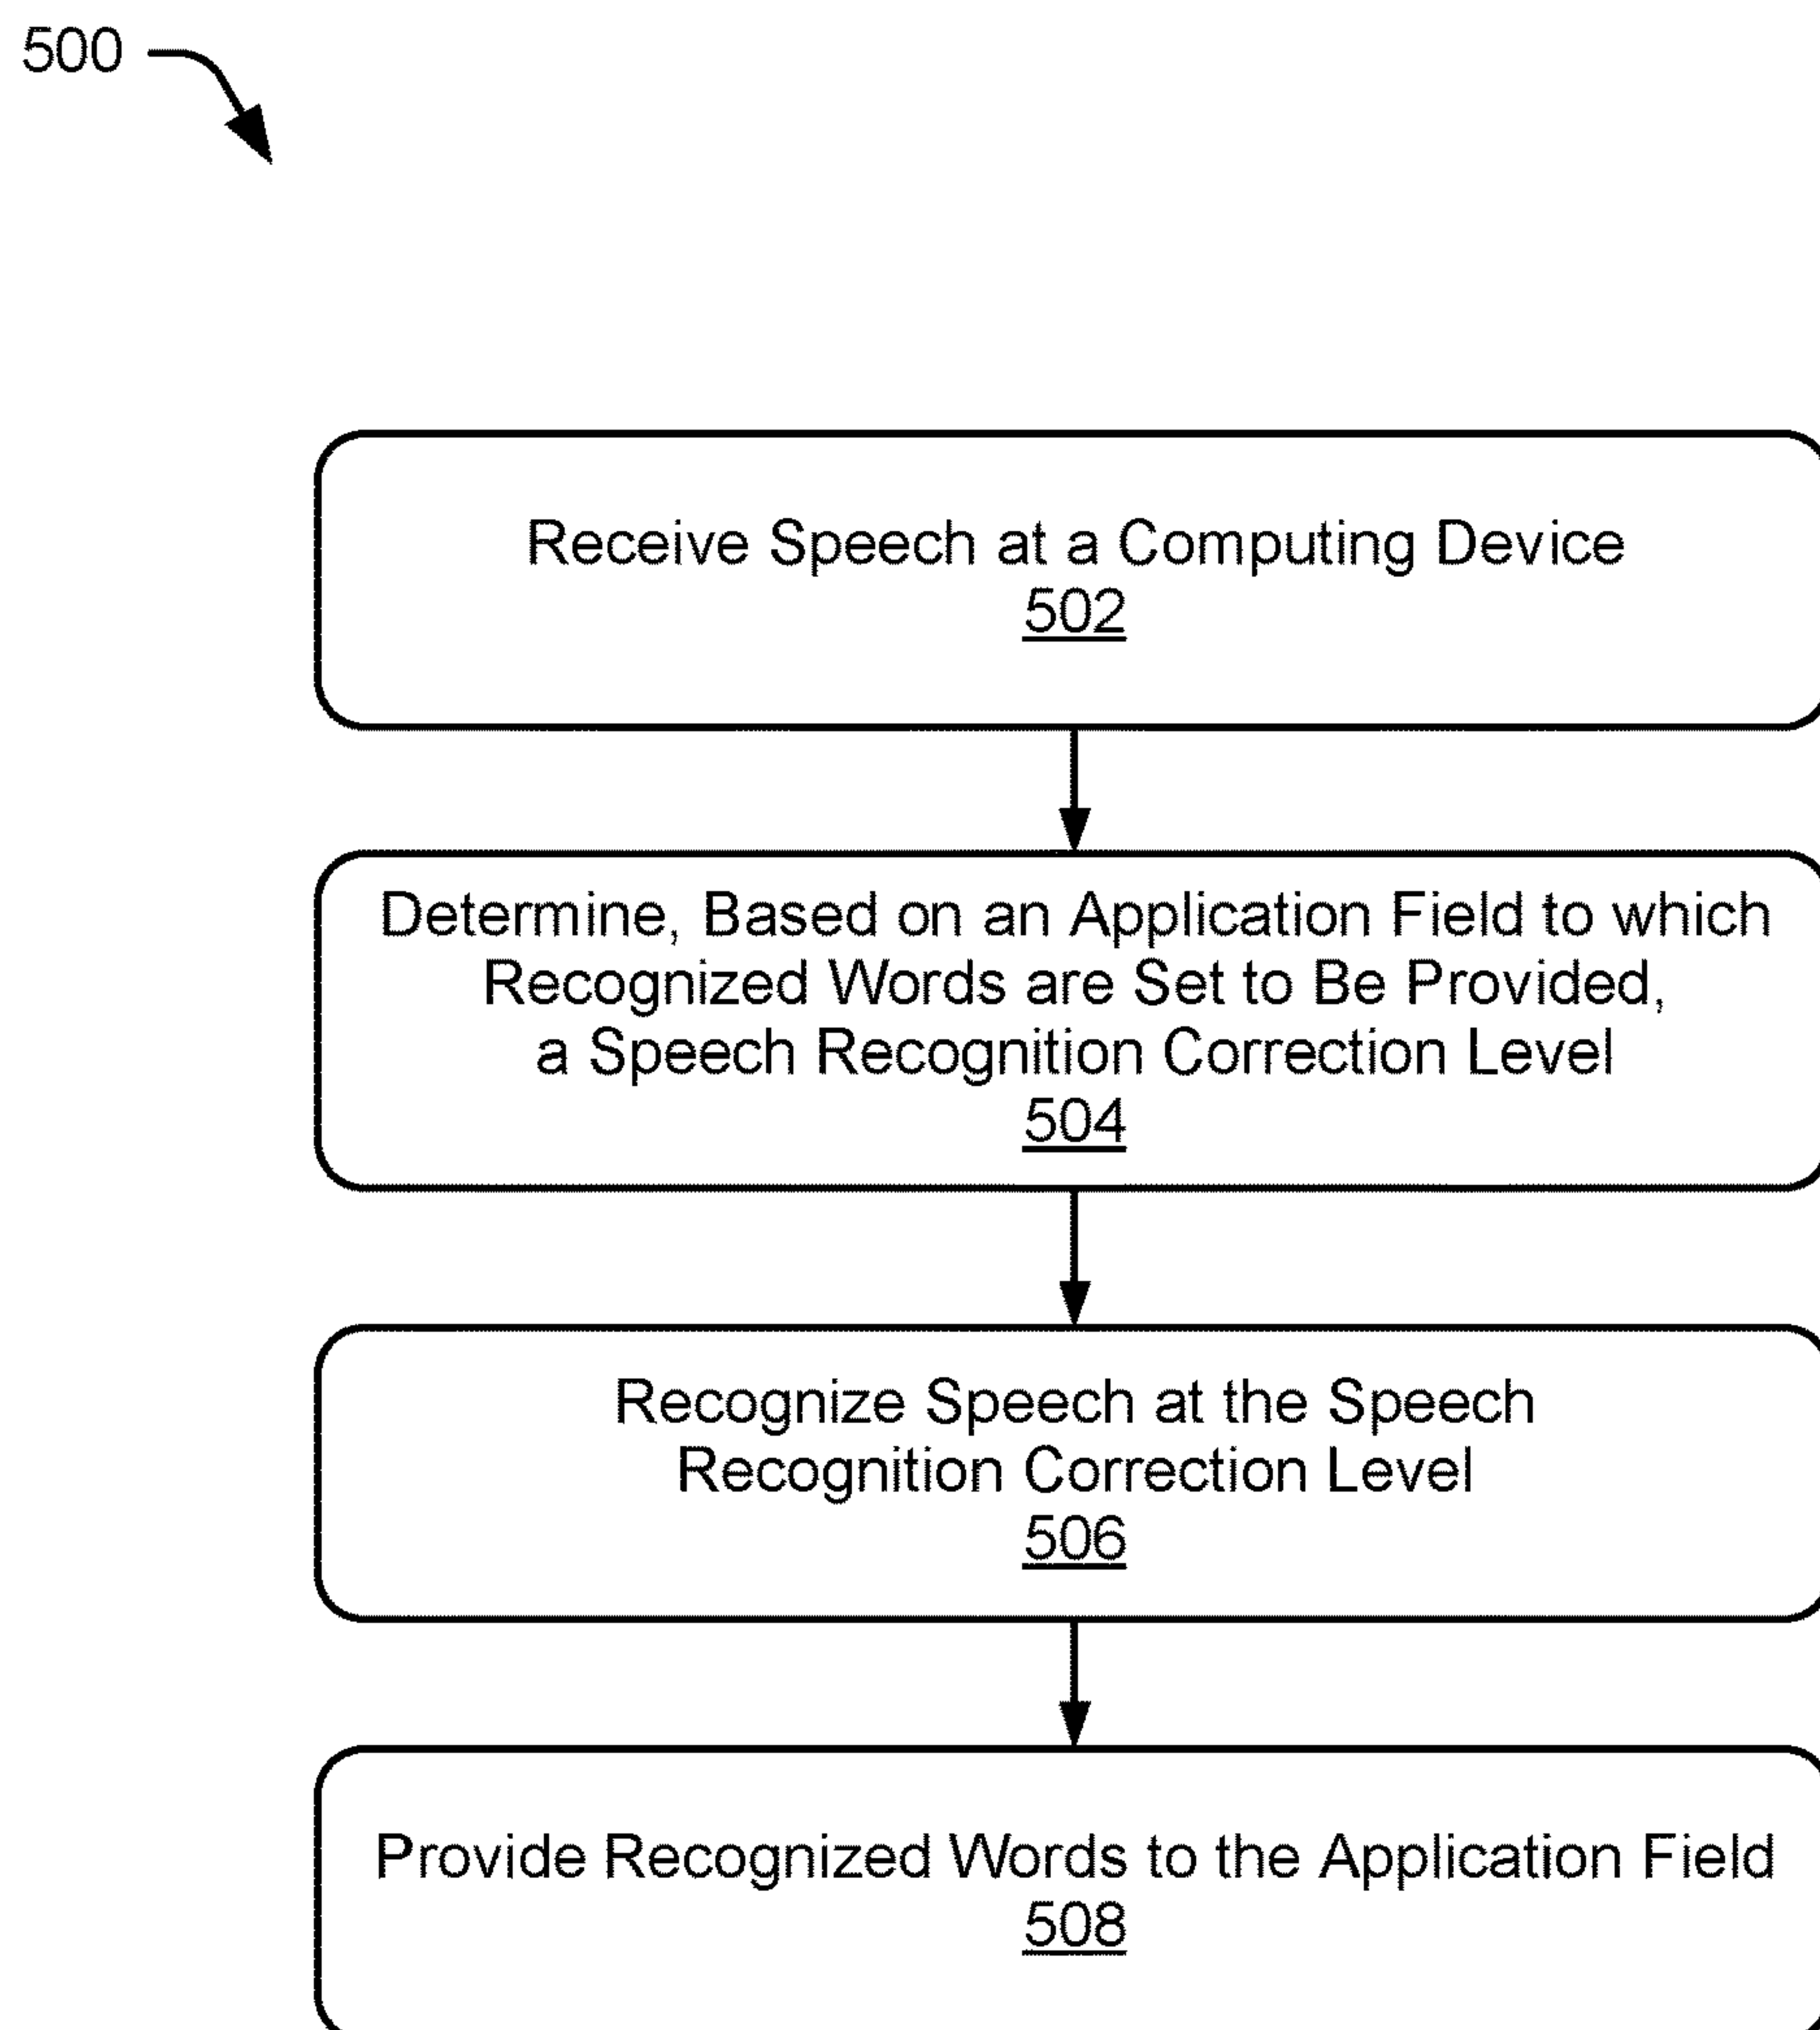 500
Receive Speech at a Computing Device
502
Determine, Based on an Application Field to which
Recognized Words are Set to Be Provided,
a Speech Recognition Correction Level
504
Recognize Speech at the Speech
Recognition Correction Level
506
Provide Recognized Words to the Application Field
508